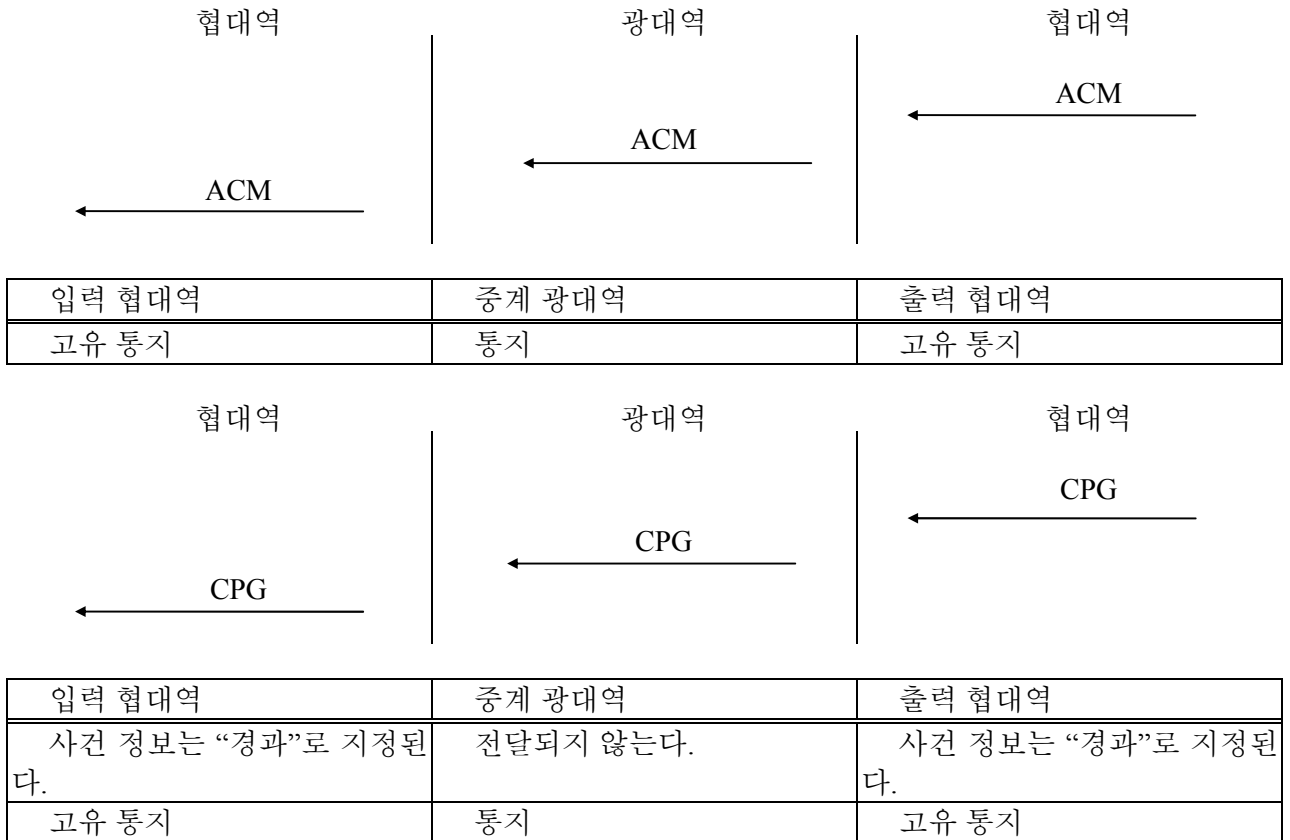 협대역 광대역 협대역
ACM
ACM
ACM
입력 협대역 중계 광대역 출력 협대역
고유 통지 통지 고유 통지
협대역 광대역 협대역
CPG
CPG
CPG
입력 협대역 중계 광대역 출력 협대역
사건 정보는 “경과”로 지정된 전달되지 않는다. 사건 정보는 “경과”로 지정된
다. 다.
고유 통지 통지 고유 통지